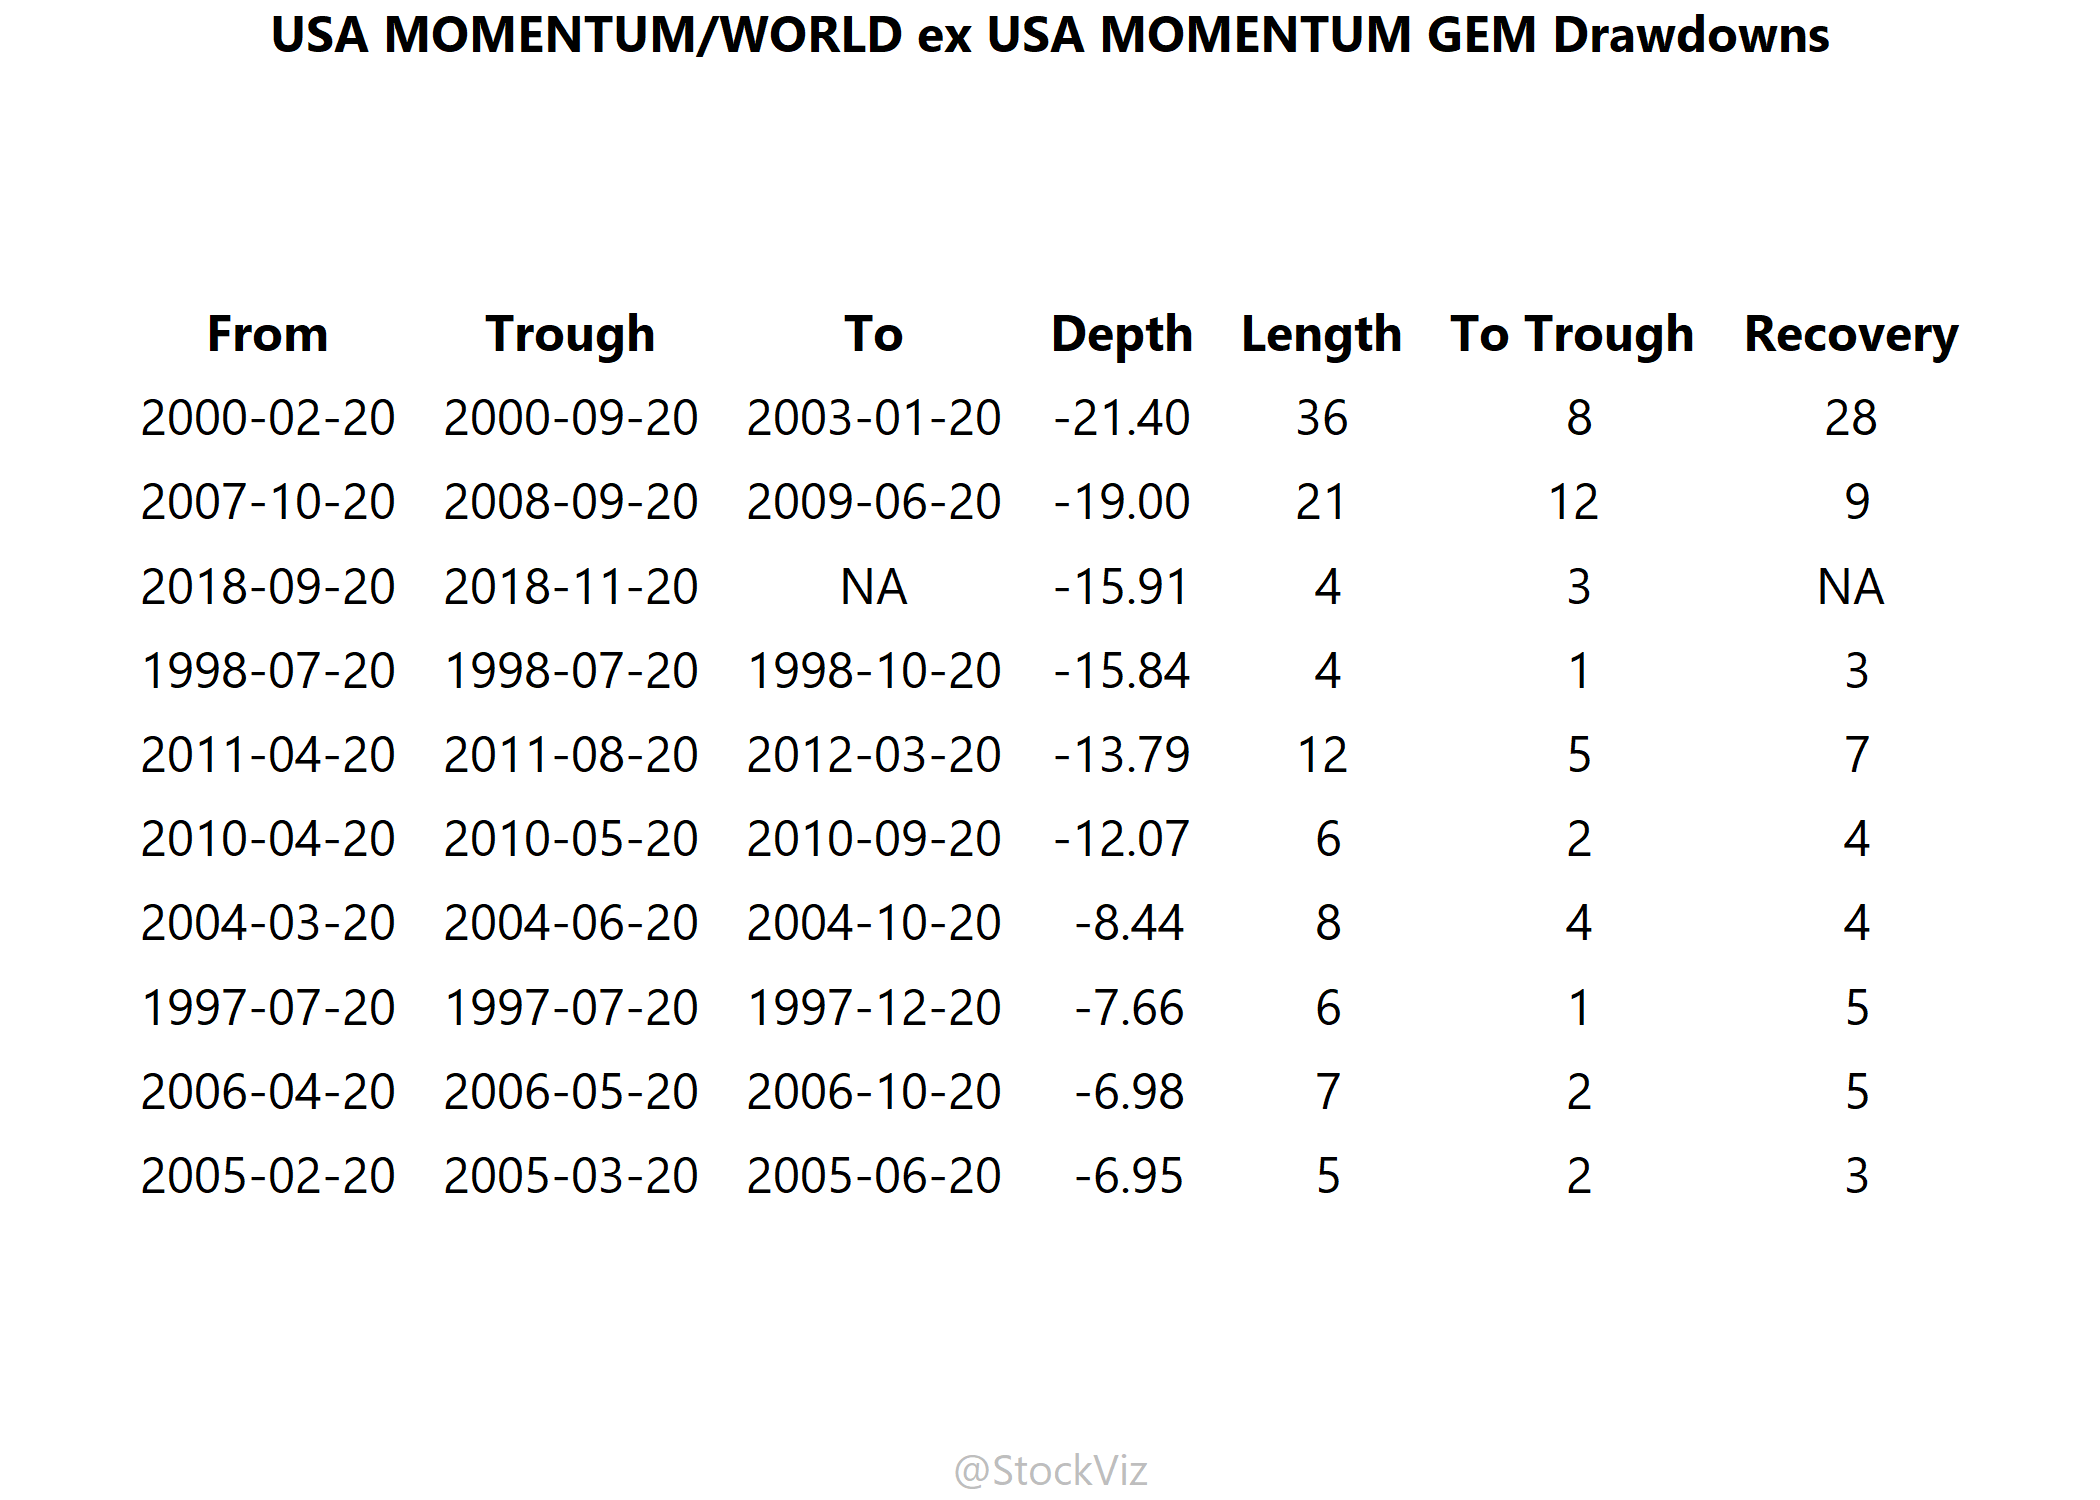 USA MOMENTUM/WORLD ex USA MOMENTUM GEM Drawdowns
From Trough To Depth Length To Trough Recovery
2000-02-20 2000-09-20 2003-01-20 -21.40 36 8 28
2007-10-20 2008-09-20 2009-06-20 -19.00 21 12 9
2018-09-20 2018-11-20 NA -15.91 4 3 NA
1998-07-20 1998-07-20 1998-10-20 -15.84 4 1 3
2011-04-20 2011-08-20 2012-03-20 -13.79 12 5 7
2010-04-20 2010-05-20 2010-09-20 -12.07 6 2 4
2004-03-20 2004-06-20 2004-10-20 -8.44 8 4 4
1997-07-20 1997-07-20 1997-12-20 -7.66 6 1 5
2006-04-20 2006-05-20 2006-10-20 -6.98 7 2 5
2005-02-20 2005-03-20 2005-06-20 -6.95 5 2 3
@StockViz